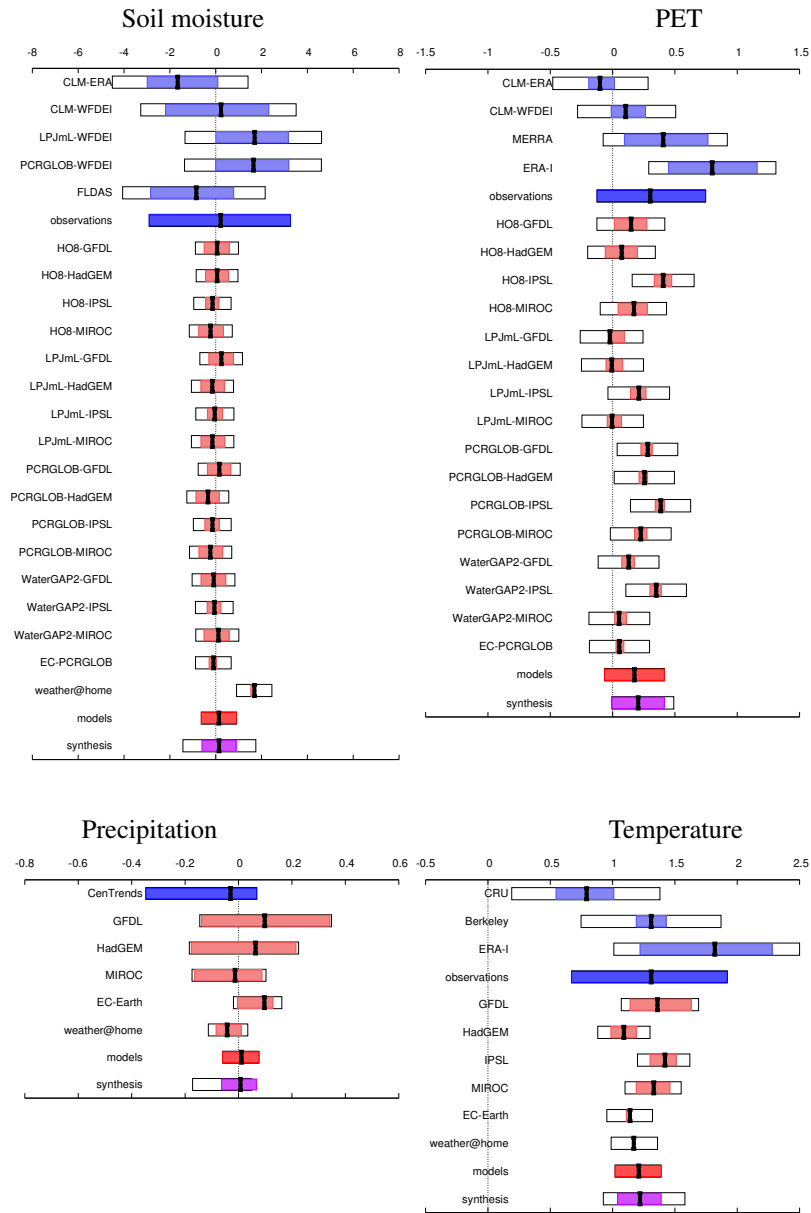 Soil moisture
-8 -6 -4 -2 0 2 4 6 8
CLM-ERA
CLM-WFDEI
LPJmL-WFDEI
PCRGLOB-WFDEI
FLDAS
observations
HO8-GFDL
HO8-HadGEM
HO8-IPSL
HO8-MIROC
LPJmL-GFDL
LPJmL-HadGEM
LPJmL-IPSL
LPJmL-MIROC
PCRGLOB-GFDL
PCRGLOB-HadGEM
PCRGLOB-IPSL
PCRGLOB-MIROC
WaterGAP2-GFDL
WaterGAP2-IPSL
WaterGAP2-MIROC
EC-PCRGLOB
weather@home
models
synthesis
PET
-1.5 -1 -0.5 0 0.5 1 1.5
CLM-ERA
CLM-WFDEI
MERRA
ERA-I
observations
HO8-GFDL
HO8-HadGEM
HO8-IPSL
HO8-MIROC
LPJmL-GFDL
LPJmL-HadGEM
LPJmL-IPSL
LPJmL-MIROC
PCRGLOB-GFDL
PCRGLOB-HadGEM
PCRGLOB-IPSL
PCRGLOB-MIROC
WaterGAP2-GFDL
WaterGAP2-IPSL
WaterGAP2-MIROC
EC-PCRGLOB
models
synthesis
Precipitation
-0.8 -0.6 -0.4 -0.2 0 0.2 0.4 0.6
CenTrends
GFDL
HadGEM
MIROC
EC-Earth
weather@home
models
synthesis
Temperature
-0.5 0 0.5 1 1.5 2 2.5
CRU
Berkeley
ERA-I
observations
GFDL
HadGEM
IPSL
MIROC
EC-Earth
weather@home
models
synthesis